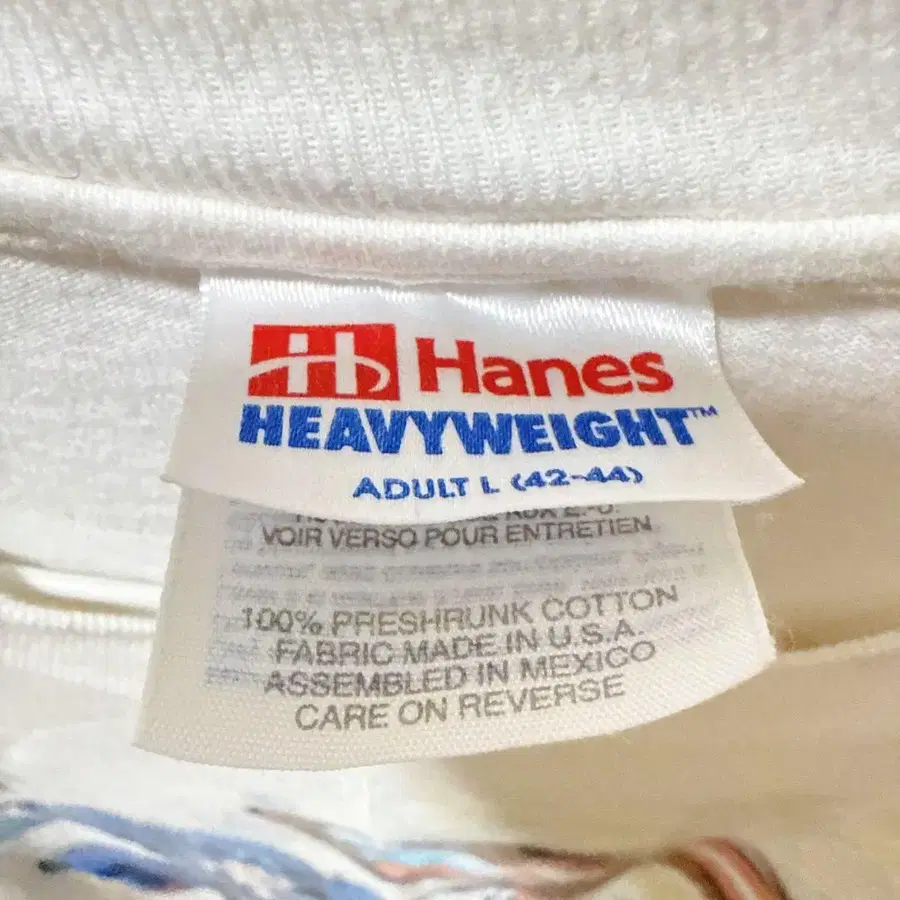 Hanes
HEAVYWEIGHT™
ADULT L (42-44)
AUX É.-U.
VOIR VERSO POUR ENTRETIEN
100% PRESHRUNK COTTON
FABRIC MADE IN U.S.A.
ASSEMBLED IN MEXICO
CARE ON REVERSE